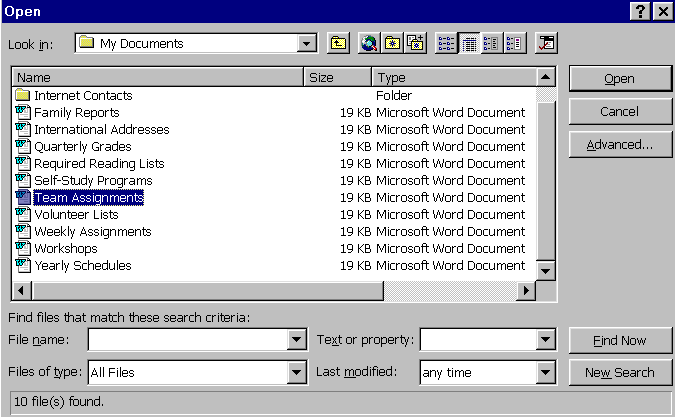 Open
Look in: My Documents
Name Size Type
Internet Contacts Folder
Family Reports 19 KB Microsoft Word Document
International Addresses 19 KB Microsoft Word Document
Quarterly Grades 19 KB Microsoft Word Document
Required Reading Lists 19 KB Microsoft Word Document
Self-Study Programs 19 KB Microsoft Word Document
Team Assignments 19 KB Microsoft Word Document
Volunteer Lists 19 KB Microsoft Word Document
Weekly Assignments 19 KB Microsoft Word Document
Workshops 19 KB Microsoft Word Document
Yearly Schedules 19 KB Microsoft Word Document
Open
Cancel
Advanced...
Find files that match these search criteria:
File name: Text or property: Find Now
Files of type: All Files Last modified: any time New Search
10 file(s) found.